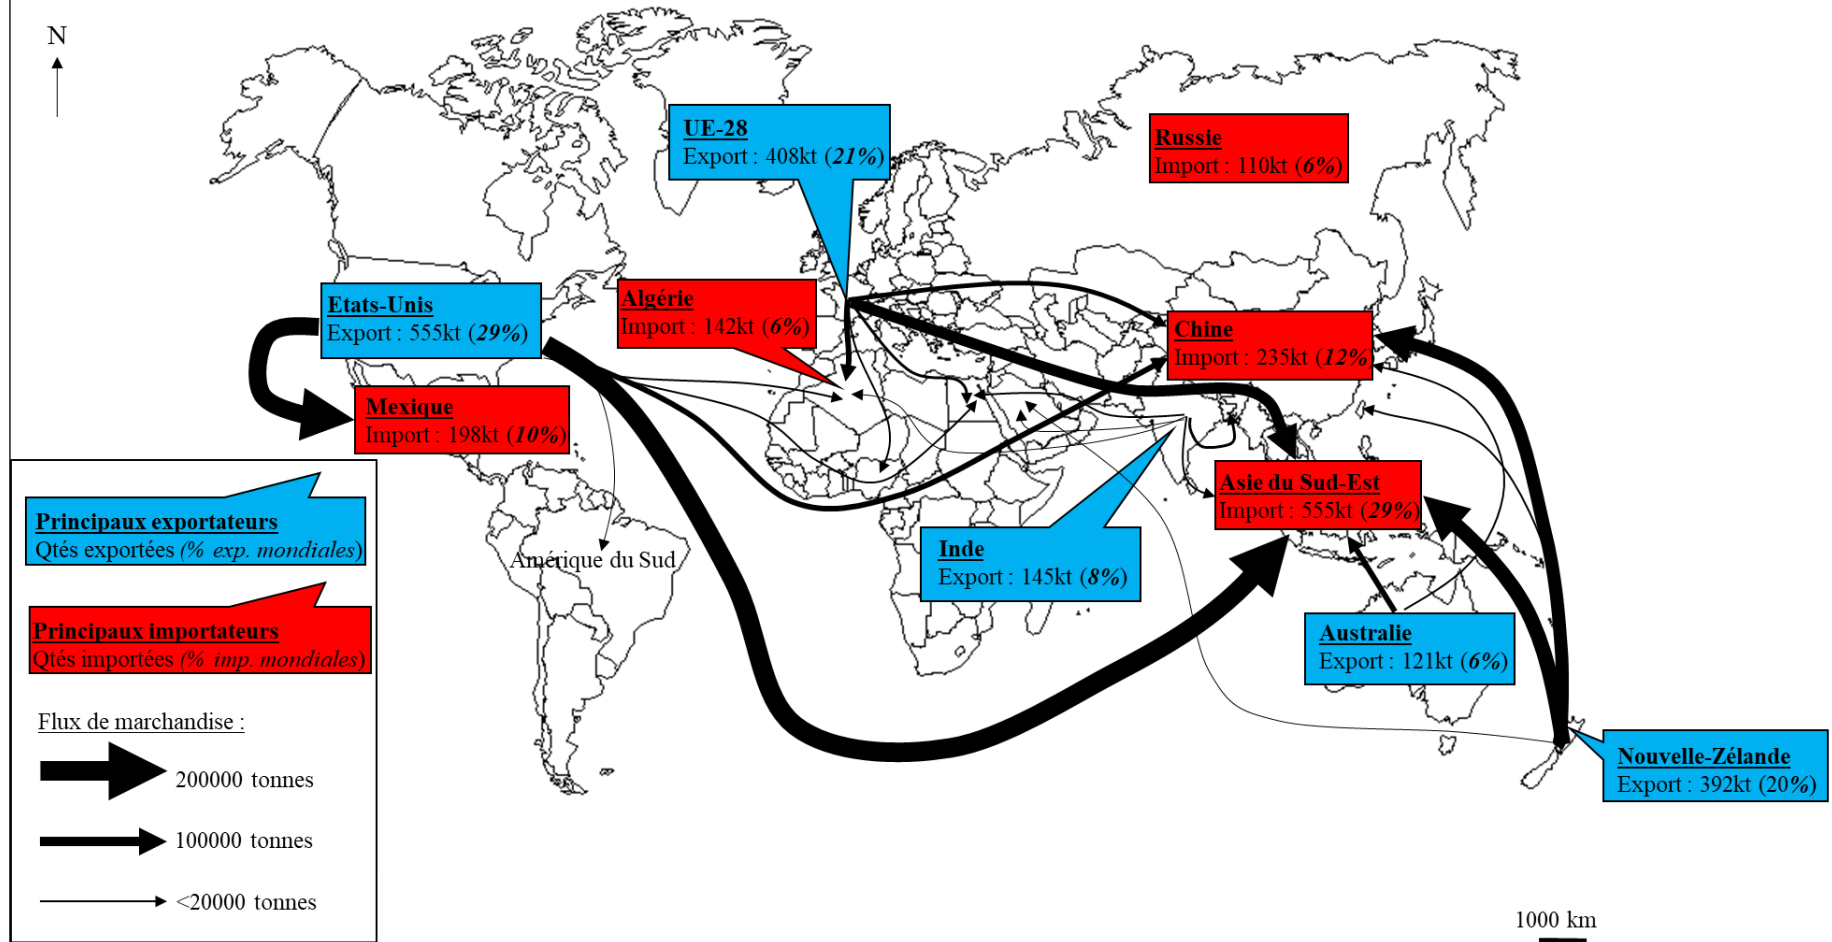 N
UE-28
Export : 408kt (21%)
Russie
Import : 110kt (6%)
Etats-Unis
Export : 555kt (29%)
Algérie
Import : 142kt (6%)
Chine
Import : 235kt (12%)
Mexique
Import : 198kt (10%)
Asie du Sud-Est
Import : 555kt (29%)
Principaux exportateurs
Qtés exportées (% exp. mondiales)
Amérique du Sud
Inde
Export : 145kt (8%)
Principaux importateurs
Qtés importées (% imp. mondiales)
Australie
Export : 121kt (6%)
Flux de marchandise :
200000 tonnes
Nouvelle-Zélande
Export : 392kt (20%)
100000 tonnes
<20000 tonnes
1000 km